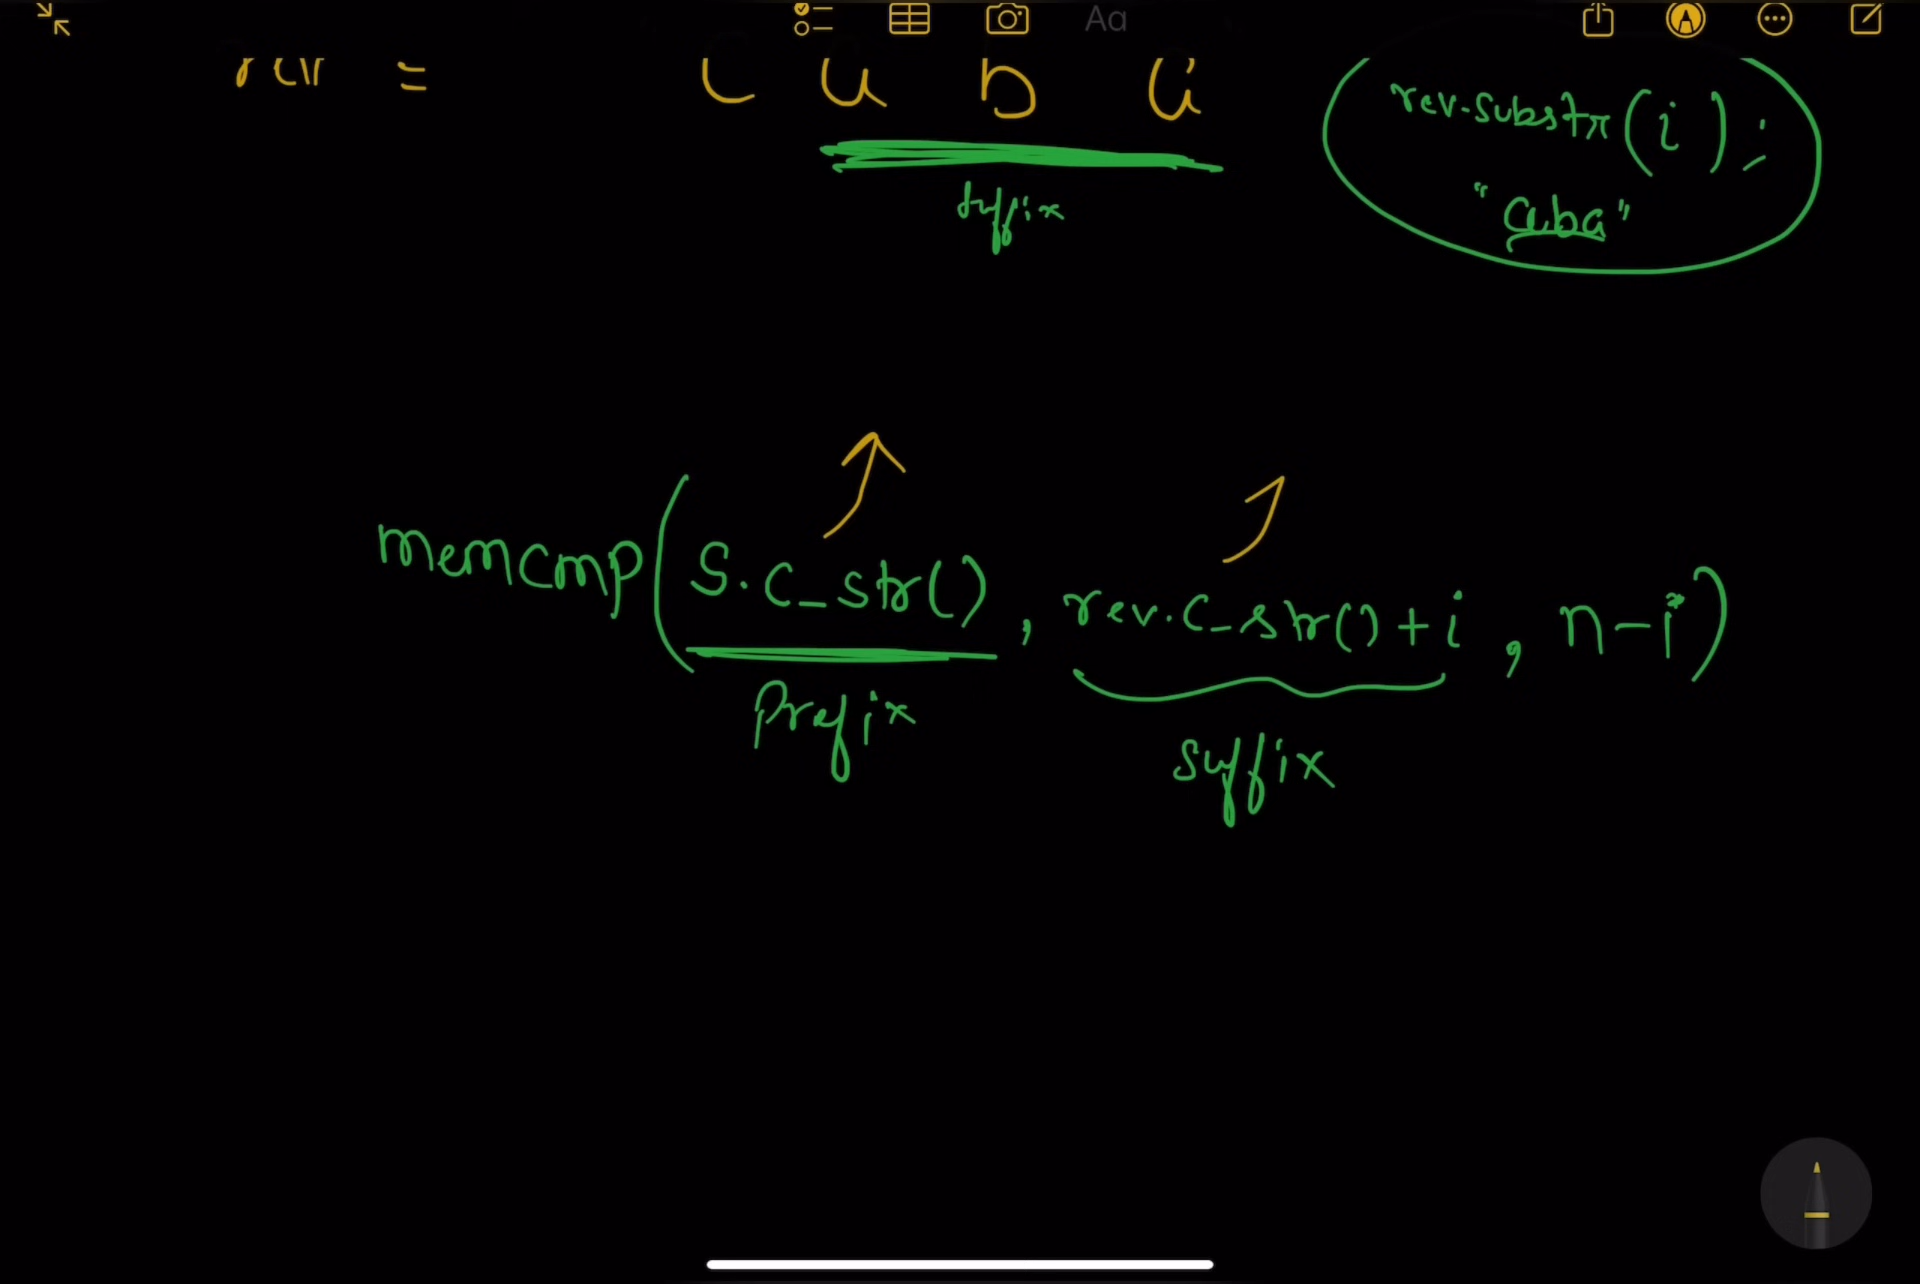 Aa
rev = c a b a
rev.substr(i);
"aba"
Suffix
memcmp(S.C_str(), rev.C_str()+i, n-i)
Prefix
Suffix